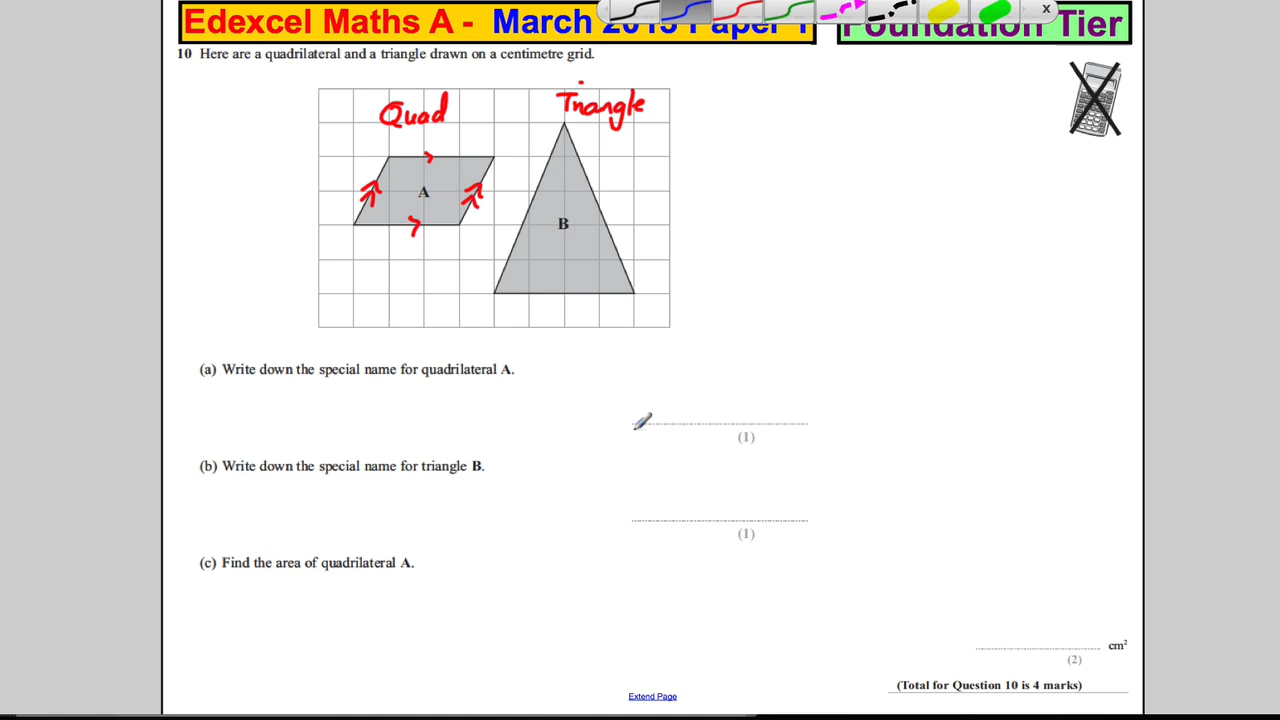 Edexcel Maths A - March 2013 Paper 1
Foundation Tier
x
10 Here are a quadrilateral and a triangle drawn on a centimetre grid.
Quad
Triangle
A
B
(a) Write down the special name for quadrilateral A.
(1)
(b) Write down the special name for triangle B.
(1)
(c) Find the area of quadrilateral A.
cm²
(2)
(Total for Question 10 is 4 marks)
Extend Page